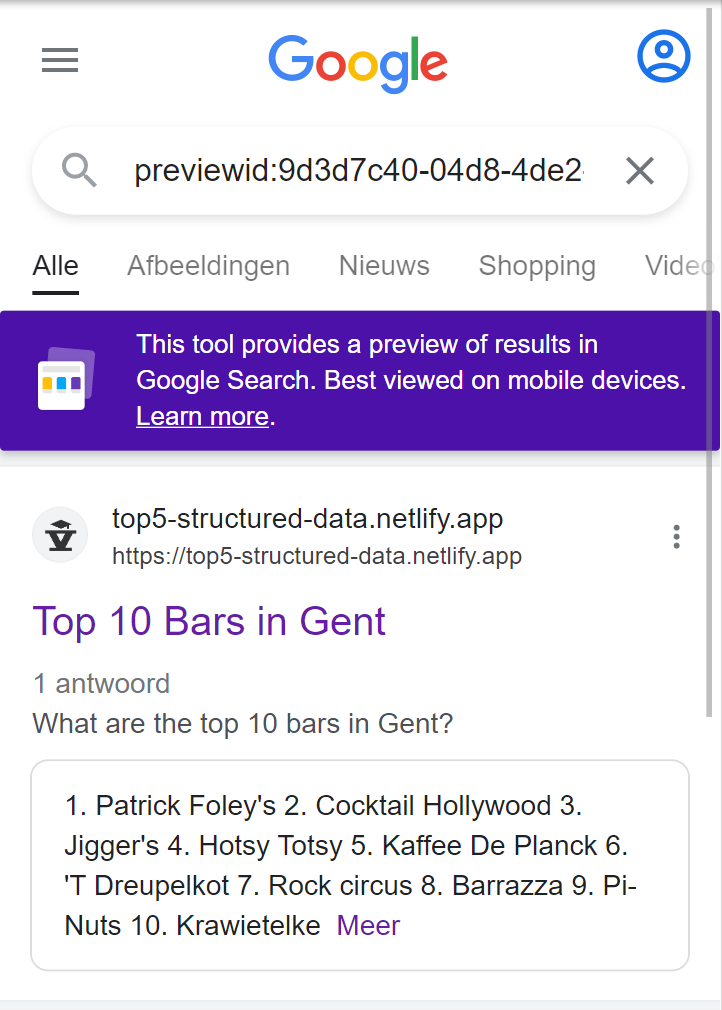 Google
previewid:9d3d7c40-04d8-4de2-
Alle Afbeeldingen Nieuws Shopping Video
This tool provides a preview of results in
Google Search. Best viewed on mobile devices.
Learn more.
top5-structured-data.netlify.app
https://top5-structured-data.netlify.app
Top 10 Bars in Gent
1 antwoord
What are the top 10 bars in Gent?
1. Patrick Foley's 2. Cocktail Hollywood 3.
Jigger's 4. Hotsy Totsy 5. Kaffee De Planck 6.
'T Dreupelkot 7. Rock circus 8. Barrazza 9. Pi-
Nuts 10. Krawietelke Meer